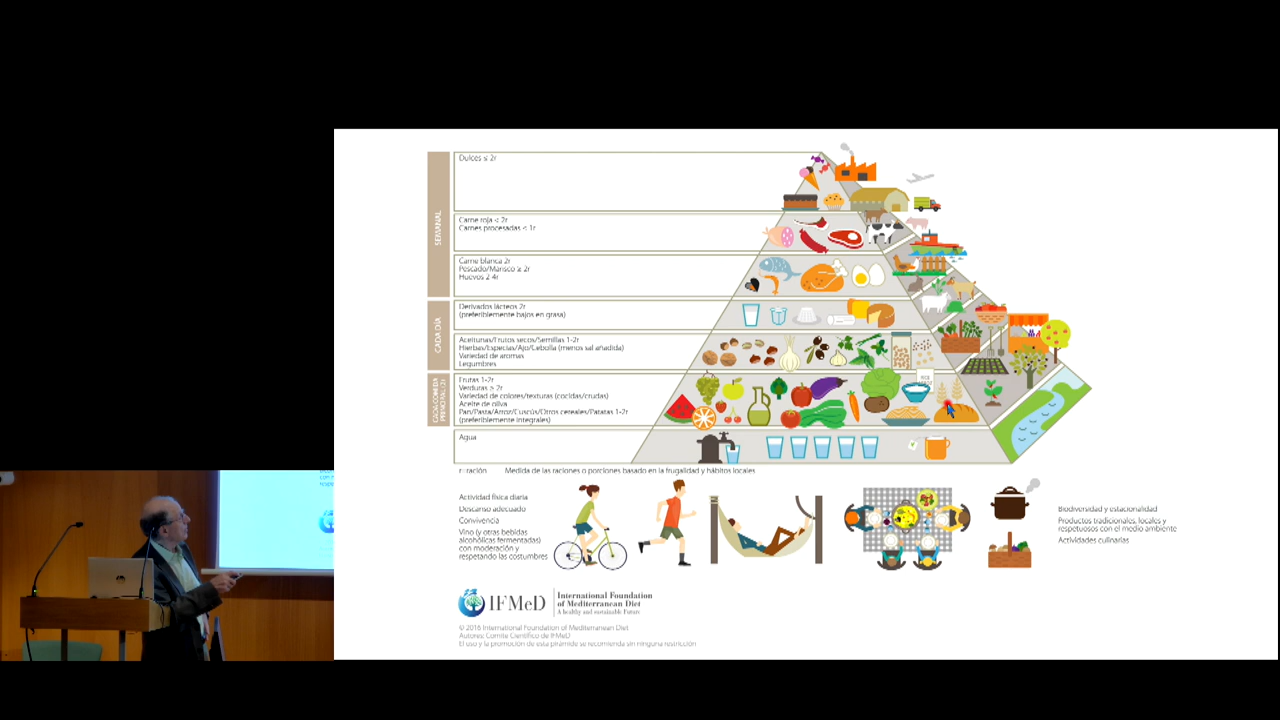 SEMANAL
Dulces ≤ 2r
Carne roja < 2r
Carnes procesadas < 1r
Carne blanca 2r
Pescado/Marisco ≥ 2r
Huevos 2-4r
CADA DÍA
Derivados lácteos 2r
(preferiblemente bajos en grasa)
Aceitunas/Frutos secos/Semillas 1-2r
Hierbas/Especias/Ajo/Cebolla (menos sal añadida)
Variedad de aromas
Legumbres
CADA COMIDA
PRINCIPAL (2)
Frutas 1-2r
Verduras ≥ 2r
Variedad de colores/texturas (cocidas/crudas)
Aceite de oliva
Pan/Pasta/Arroz/Cuscús/Otros cereales/Patatas 1-2r
(preferiblemente integrales)
Agua
r=ración Medida de las raciones o porciones basado en la frugalidad y hábitos locales
Actividad física diaria
Descanso adecuado
Convivencia
Vino (y otras bebidas
alcohólicas fermentadas)
con moderación y
respetando las costumbres
Biodiversidad y estacionalidad
Productos tradicionales, locales y
respetuosos con el medio ambiente
Actividades culinarias
IFMeD
International Foundation
of Mediterranean Diet
A healthy and sustainable Future
© 2016 International Foundation of Mediterranean Diet
Autores: Comité Científico de IFMeD
El uso y la promoción de esta pirámide se recomienda sin ninguna restricción